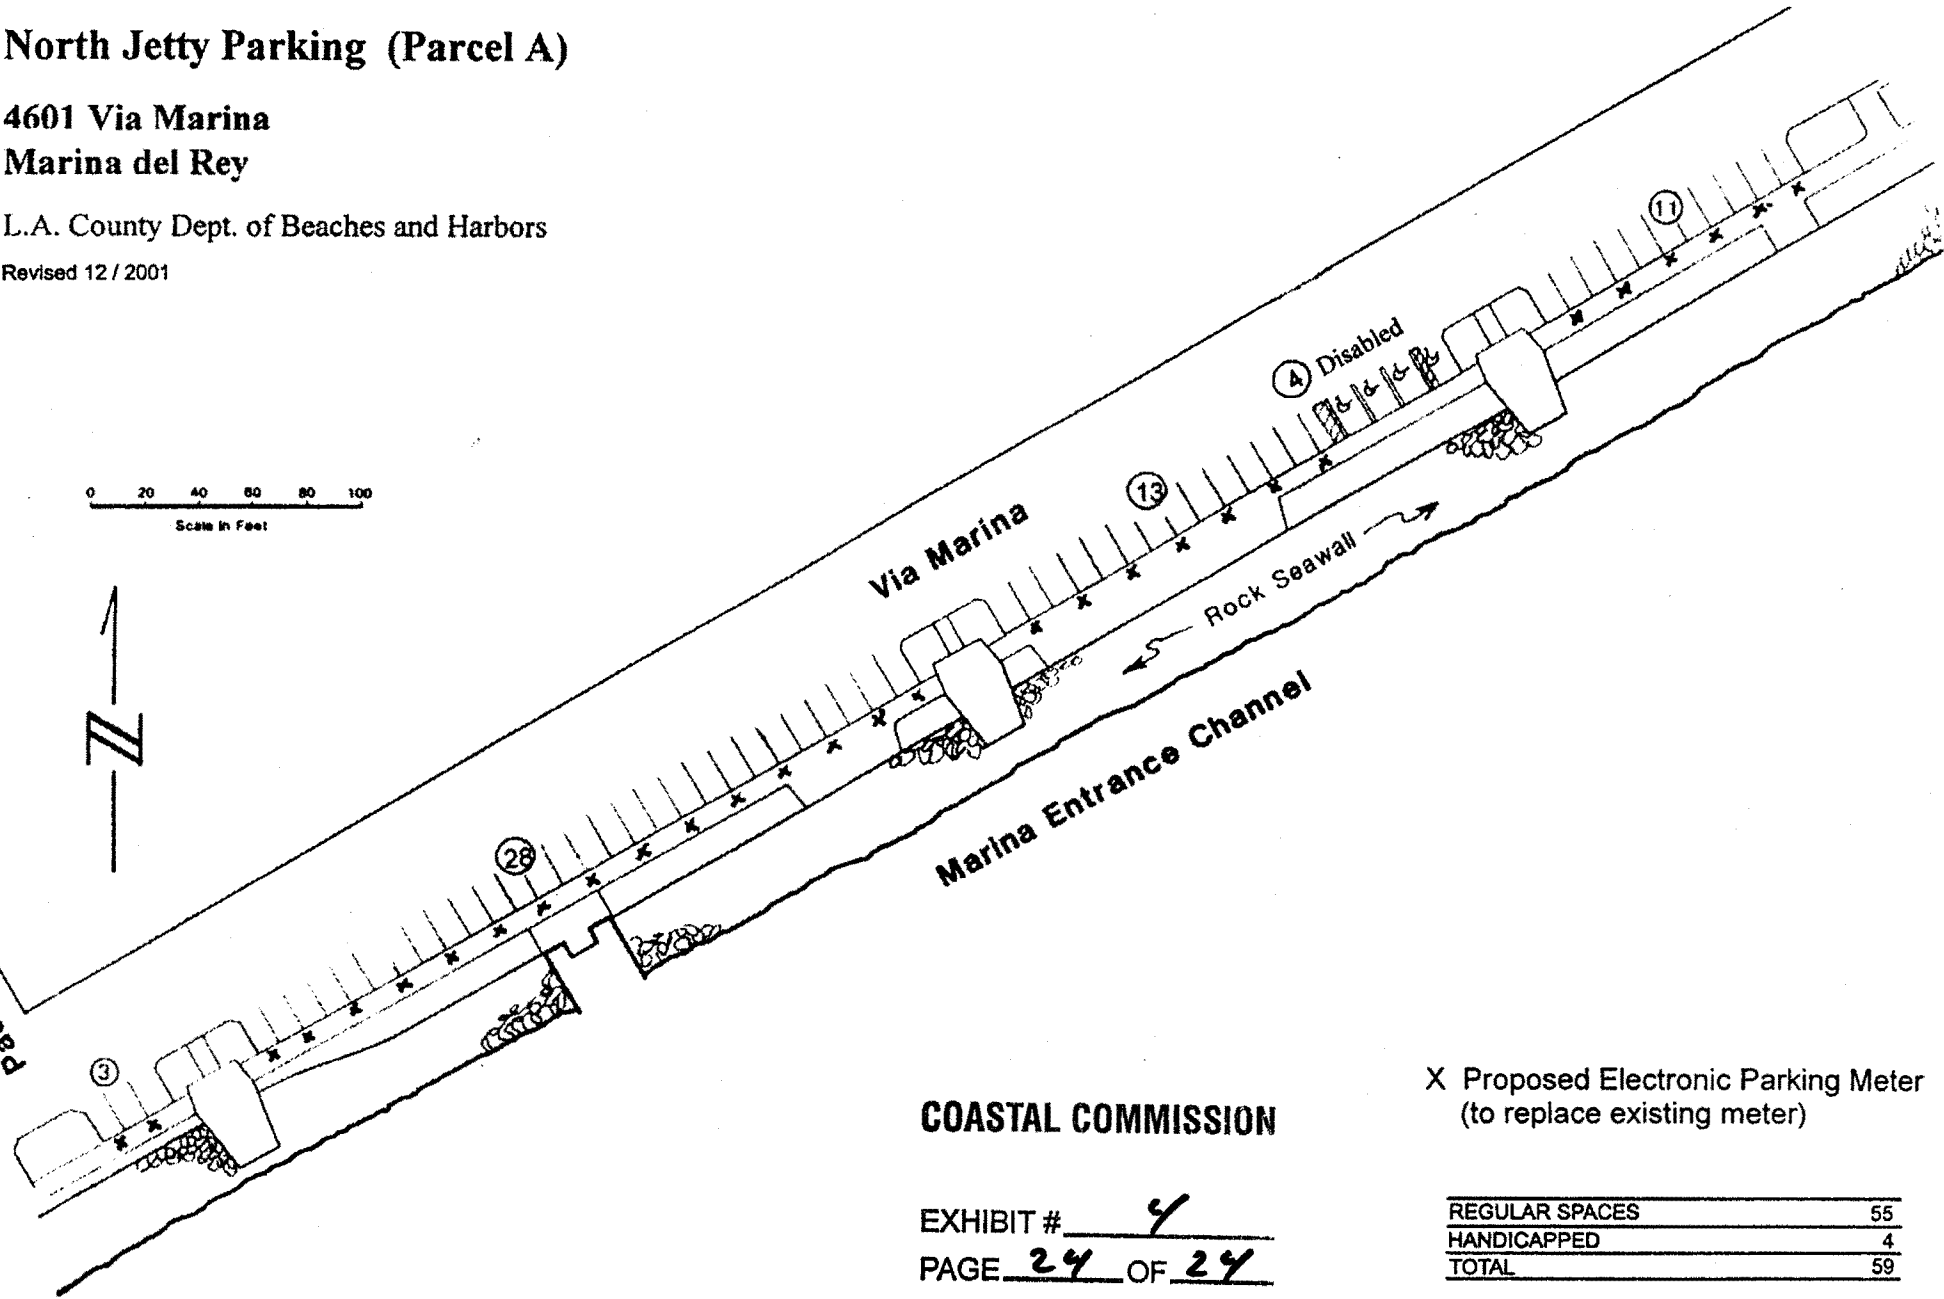 North Jetty Parking (Parcel A)
4601 Via Marina
Marina del Rey
L.A. County Dept. of Beaches and Harbors
Revised 12 / 2001
0 20 40 60 80 100
Scale in Feet
N
11
4 Disabled
13
Via Marina
Rock Seawall
Marina Entrance Channel
28
3
COASTAL COMMISSION
EXHIBIT # 4
PAGE 24 OF 24
X Proposed Electronic Parking Meter
(to replace existing meter)
REGULAR SPACES 55
HANDICAPPED 4
TOTAL 59